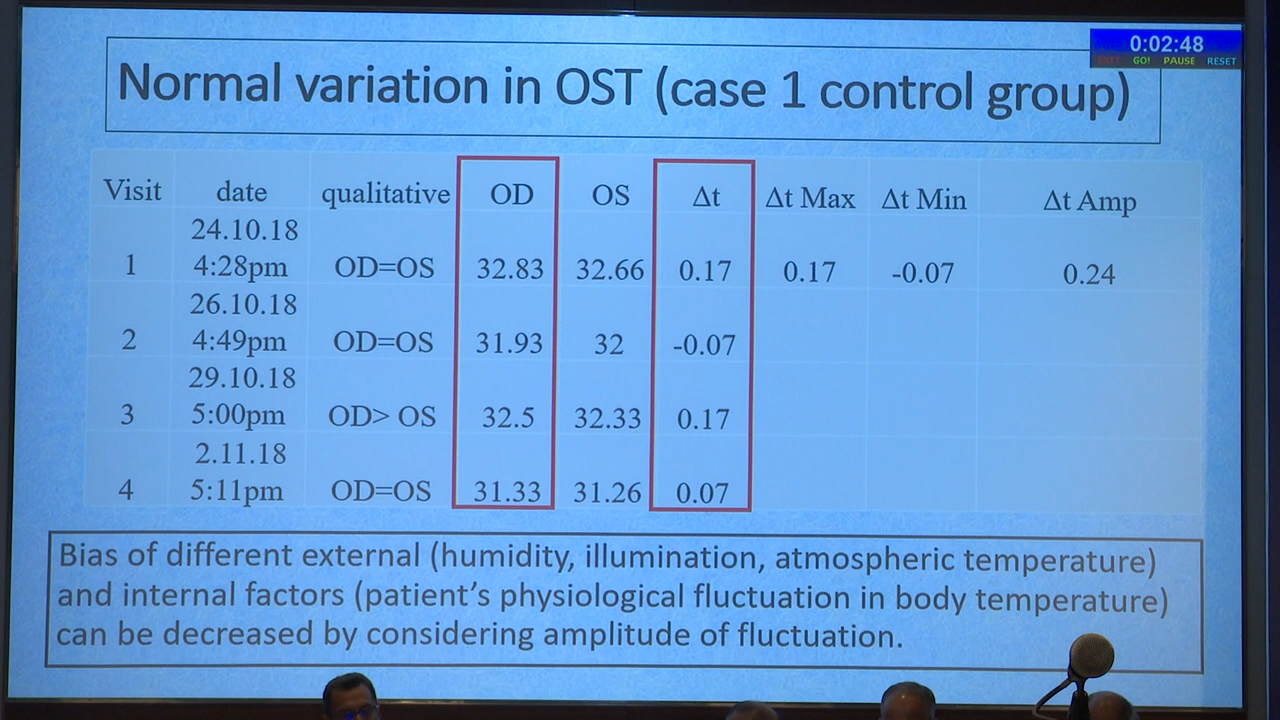 0:02:48
EXIT GO! PAUSE RESET
Normal variation in OST (case 1 control group)
Visit date qualitative OD OS Δt Δt Max Δt Min Δt Amp
24.10.18
1 4:28pm OD=OS 32.83 32.66 0.17 0.17 -0.07 0.24
26.10.18
2 4:49pm OD=OS 31.93 32 -0.07
29.10.18
3 5:00pm OD> OS 32.5 32.33 0.17
2.11.18
4 5:11pm OD=OS 31.33 31.26 0.07
Bias of different external (humidity, illumination, atmospheric temperature)
and internal factors (patient's physiological fluctuation in body temperature)
can be decreased by considering amplitude of fluctuation.